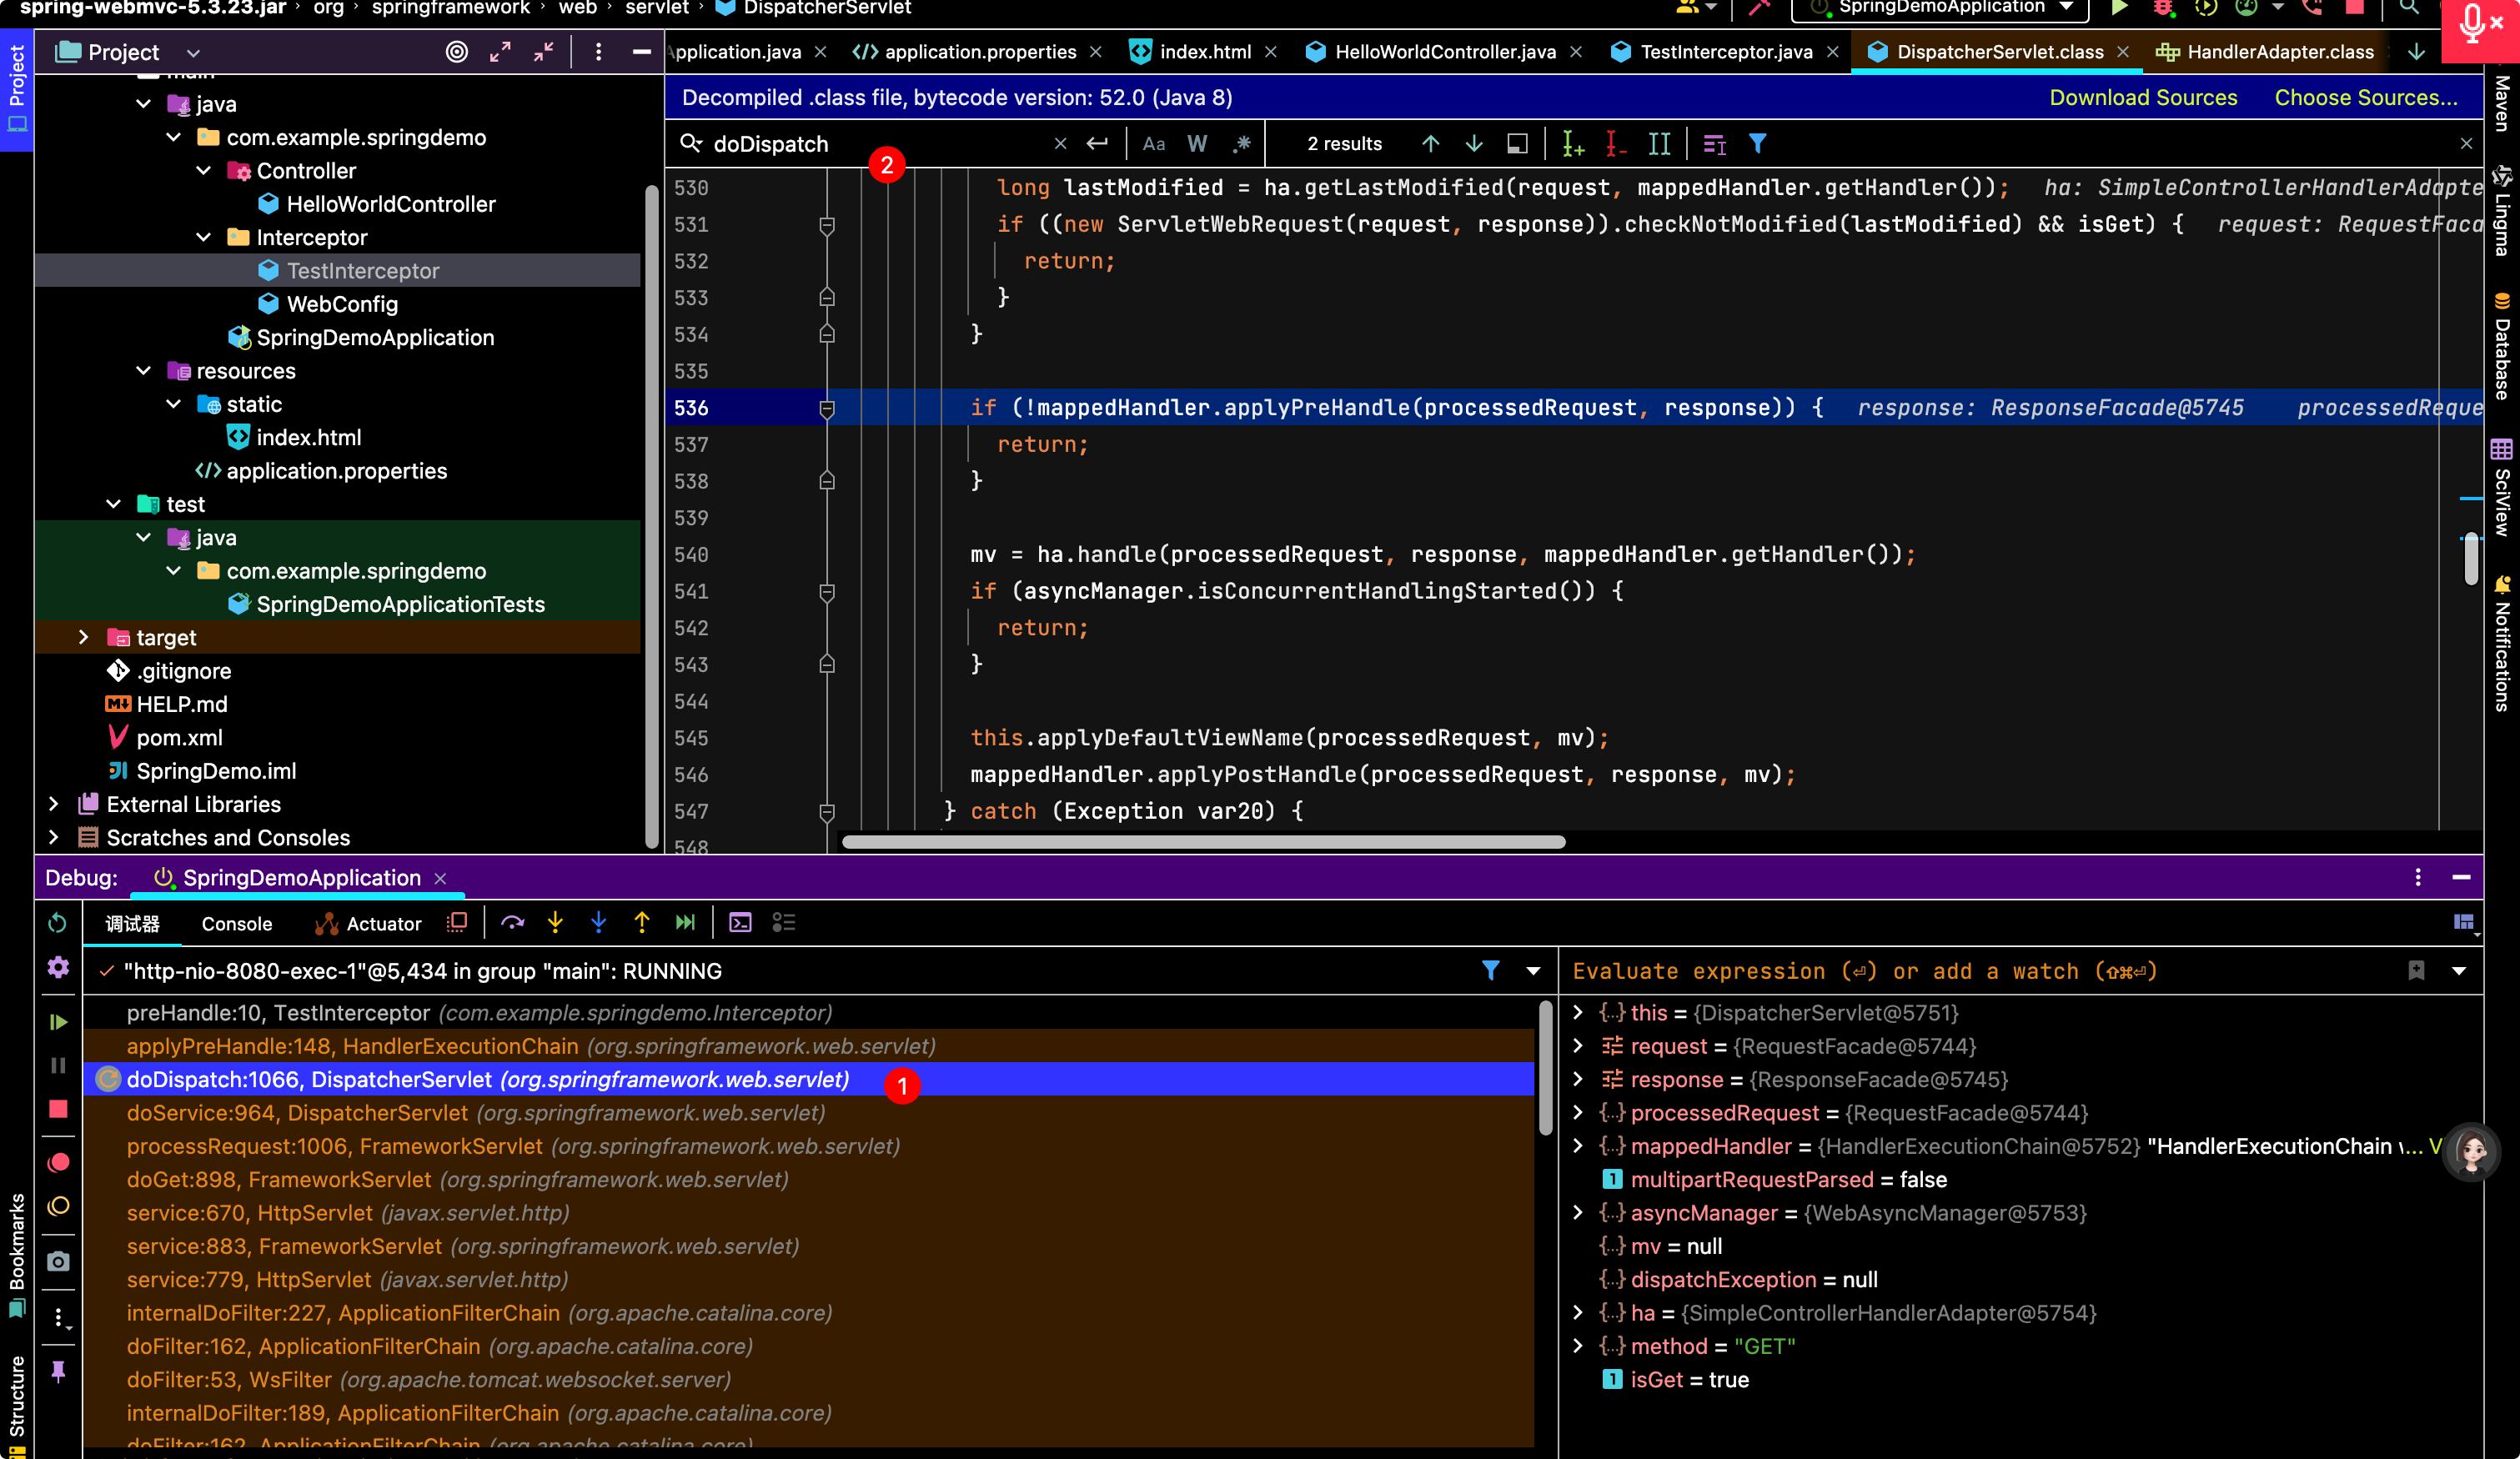 spring-webmvc-5.3.23.jar › org › springframework › web › servlet › DispatcherServlet
SpringDemoApplication
Project
Application.java
application.properties
index.html
HelloWorldController.java
TestInterceptor.java
DispatcherServlet.class
HandlerAdapter.class
Project
main
java
com.example.springdemo
Controller
HelloWorldController
Interceptor
TestInterceptor
WebConfig
SpringDemoApplication
resources
static
index.html
application.properties
test
java
com.example.springdemo
SpringDemoApplicationTests
target
.gitignore
HELP.md
pom.xml
SpringDemo.iml
External Libraries
Scratches and Consoles
Decompiled .class file, bytecode version: 52.0 (Java 8)
Download Sources
Choose Sources...
doDispatch
Aa
W
.*
2 results
2
530 long lastModified = ha.getLastModified(request, mappedHandler.getHandler()); ha: SimpleControllerHandlerAdapte
531 if ((new ServletWebRequest(request, response)).checkNotModified(lastModified) && isGet) { request: RequestFaca
532 return;
533 }
534 }
535
536 if (!mappedHandler.applyPreHandle(processedRequest, response)) { response: ResponseFacade@5745 processedReque
537 return;
538 }
539
540 mv = ha.handle(processedRequest, response, mappedHandler.getHandler());
541 if (asyncManager.isConcurrentHandlingStarted()) {
542 return;
543 }
544
545 this.applyDefaultViewName(processedRequest, mv);
546 mappedHandler.applyPostHandle(processedRequest, response, mv);
547 } catch (Exception var20) {
548
Maven
Lingma
Database
SciView
Notifications
Debug:
SpringDemoApplication
调试器
Console
Actuator
"http-nio-8080-exec-1"@5,434 in group "main": RUNNING
preHandle:10, TestInterceptor (com.example.springdemo.Interceptor)
applyPreHandle:148, HandlerExecutionChain (org.springframework.web.servlet)
doDispatch:1066, DispatcherServlet (org.springframework.web.servlet)
1
doService:964, DispatcherServlet (org.springframework.web.servlet)
processRequest:1006, FrameworkServlet (org.springframework.web.servlet)
doGet:898, FrameworkServlet (org.springframework.web.servlet)
service:670, HttpServlet (javax.servlet.http)
service:883, FrameworkServlet (org.springframework.web.servlet)
service:779, HttpServlet (javax.servlet.http)
internalDoFilter:227, ApplicationFilterChain (org.apache.catalina.core)
doFilter:162, ApplicationFilterChain (org.apache.catalina.core)
doFilter:53, WsFilter (org.apache.tomcat.websocket.server)
internalDoFilter:189, ApplicationFilterChain (org.apache.catalina.core)
doFilter:162, ApplicationFilterChain (org.apache.catalina.core)
Evaluate expression (⏎) or add a watch (⇧⌘⏎)
this = {DispatcherServlet@5751}
request = {RequestFacade@5744}
response = {ResponseFacade@5745}
processedRequest = {RequestFacade@5744}
mappedHandler = {HandlerExecutionChain@5752} "HandlerExecutionChain w... V
multipartRequestParsed = false
asyncManager = {WebAsyncManager@5753}
mv = null
dispatchException = null
ha = {SimpleControllerHandlerAdapter@5754}
method = "GET"
isGet = true
Bookmarks
Structure